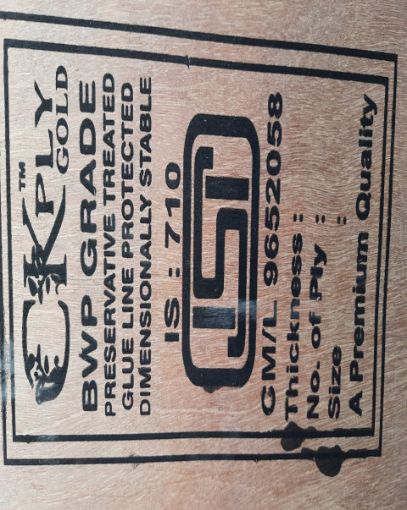 CK PLY™
GOLD
BWP GRADE
PRESERVATIVE TREATED
GLUE LINE PROTECTED
DIMENSIONALLY STABLE
IS : 710
ISI
CM/L 9652058
Thickness :
No. of Ply :
Size :
A Premium Quality